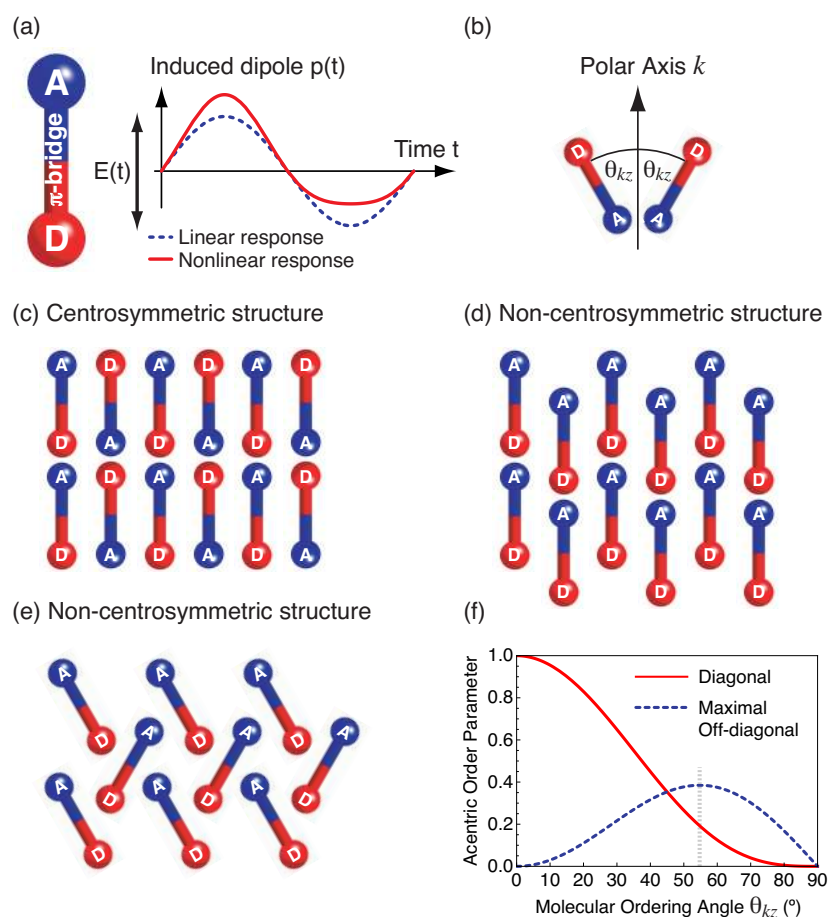 (a)
A
π-bridge
D
Induced dipole p(t)
E(t)
Time t
Linear response
Nonlinear response
(b)
Polar Axis k
D D
θkz θkz
A A
(c) Centrosymmetric structure
A D A D A D
D A D A D A
A D A D A D
D A D A D A
(d) Non-centrosymmetric structure
A A A
A A A
D D D
D D D
A A A
A A A
D D D
D D D
(e) Non-centrosymmetric structure
A A A
A A
D D D
A A A
D D
D D D
(f)
Acentric Order Parameter
1.0
0.8
0.6
0.4
0.2
0.0
Diagonal
Maximal
Off-diagonal
0 10 20 30 40 50 60 70 80 90
Molecular Ordering Angle θkz (º)